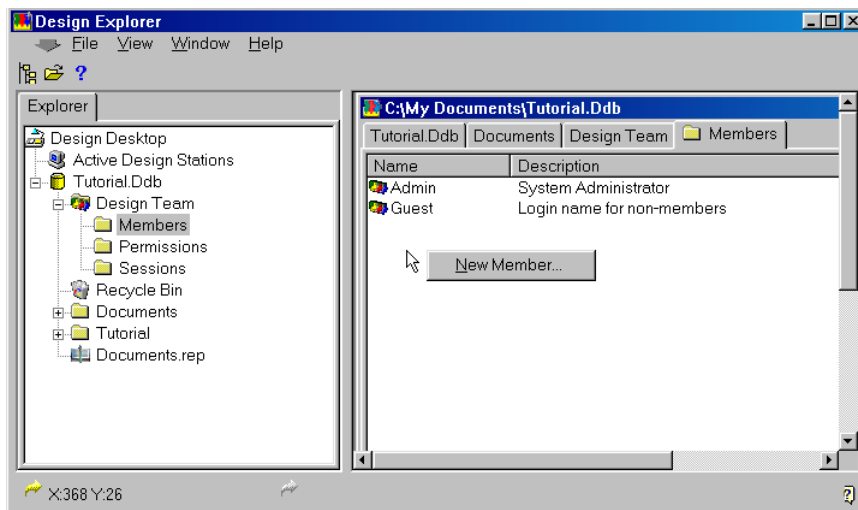 Design Explorer
File View Window Help
?
Explorer
Design Desktop
Active Design Stations
Tutorial.Ddb
Design Team
Members
Permissions
Sessions
Recycle Bin
Documents
Tutorial
Documents.rep
C:\My Documents\Tutorial.Ddb
Tutorial.Ddb Documents Design Team Members
Name Description
Admin System Administrator
Guest Login name for non-members
New Member...
X:368 Y:26